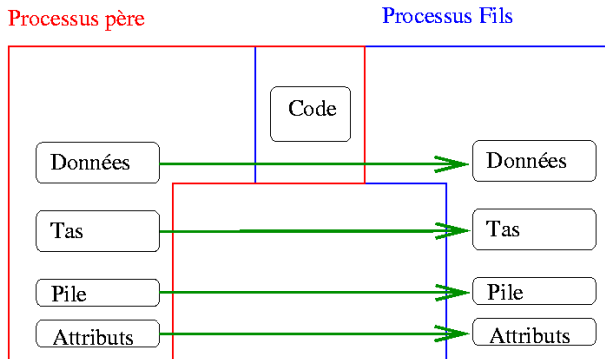 Processus père
Processus Fils
Code
Données
Données
Tas
Tas
Pile
Pile
Attributs
Attributs